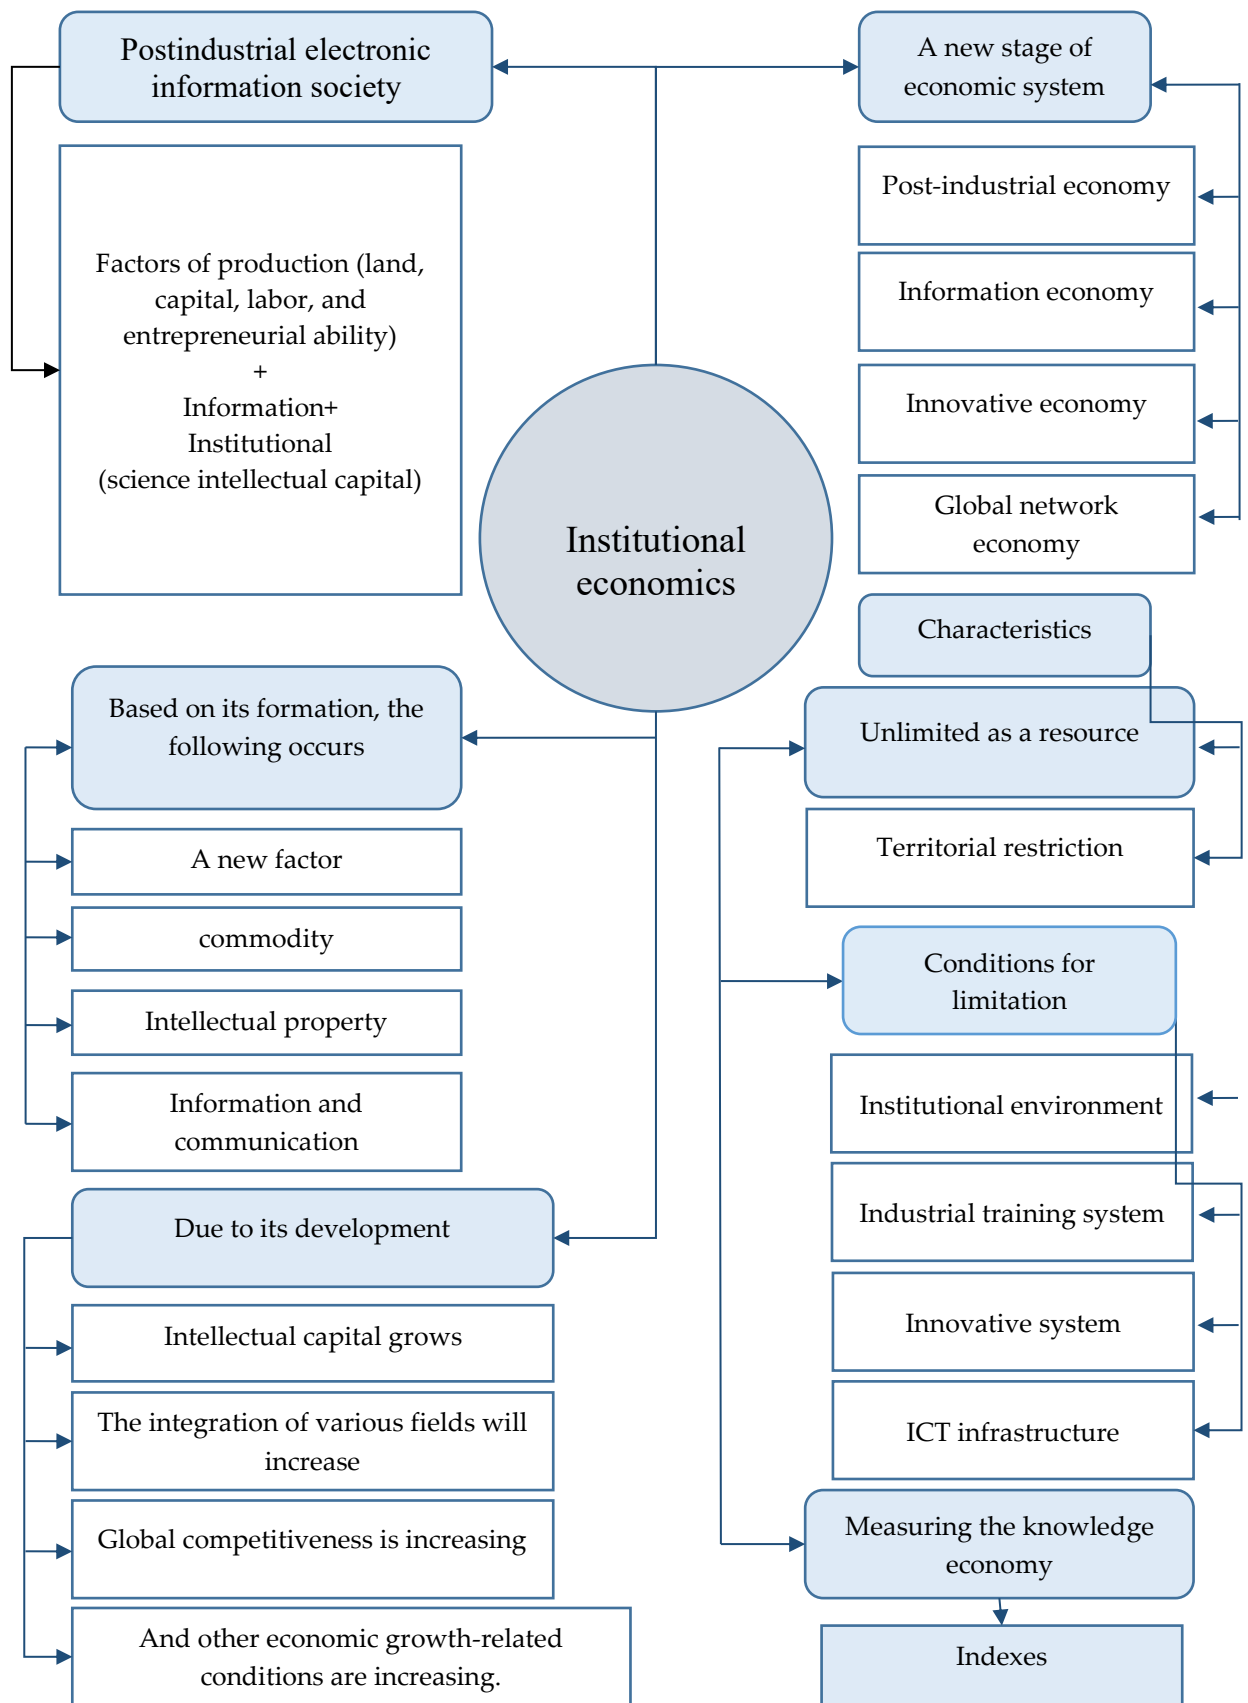 Postindustrial electronic
information society
Factors of production (land,
capital, labor, and
entrepreneurial ability)
+
Information+
Institutional
(science intellectual capital)
A new stage of
economic system
Post-industrial economy
Information economy
Innovative economy
Global network
economy
Institutional
economics
Characteristics
Unlimited as a resource
Territorial restriction
Conditions for
limitation
Institutional environment
Industrial training system
Innovative system
ICT infrastructure
Measuring the knowledge
economy
Indexes
Based on its formation, the
following occurs
A new factor
commodity
Intellectual property
Information and
communication
Due to its development
Intellectual capital grows
The integration of various fields will
increase
Global competitiveness is increasing
And other economic growth-related
conditions are increasing.